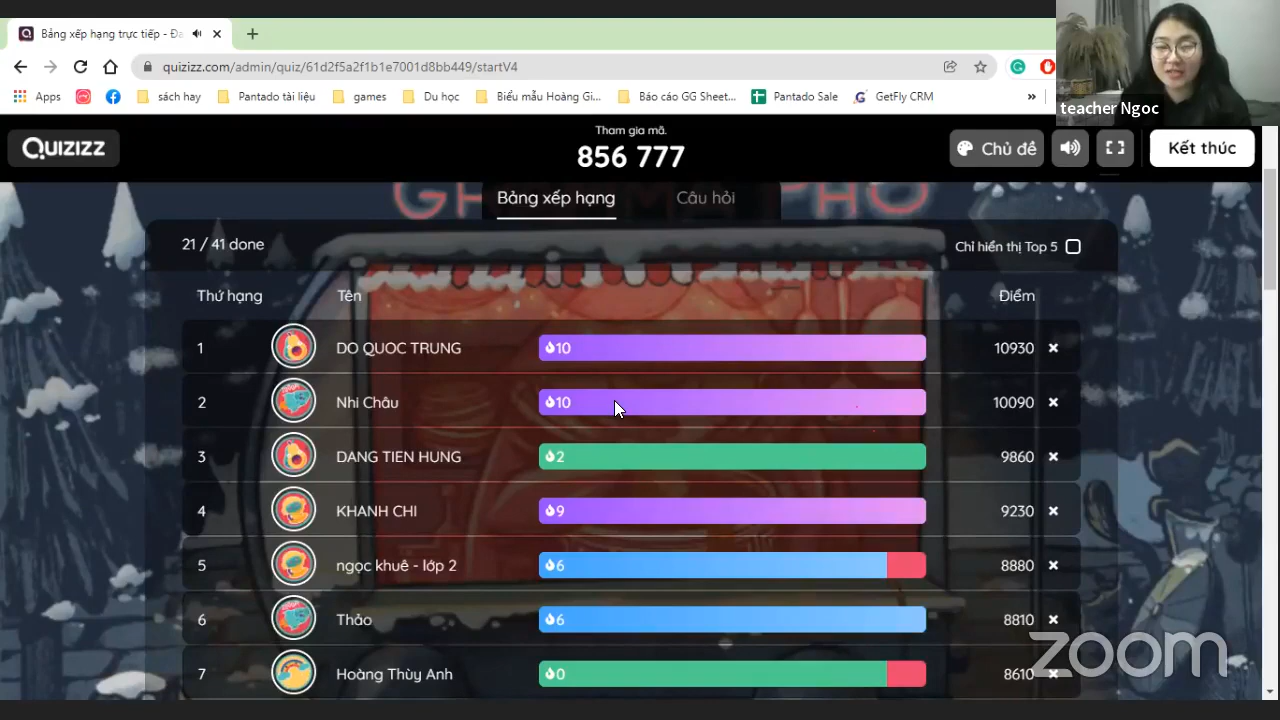 Bảng xếp hạng trực tiếp - Đa
quizizz.com/admin/quiz/61d2f5a2f1b1e7001d8bb449/startV4
Apps sách hay Pantado tài liệu games Du học Biểu mẫu Hoàng Gi... Báo cáo GG Sheet... Pantado Sale GetFly CRM »
teacher Ngoc
QUIZIZZ
Tham gia mã.
856 777
Chủ đề
Kết thúc
Bảng xếp hạng Câu hỏi
21 / 41 done
Chỉ hiển thị Top 5
Thứ hạng Tên Điểm
1 DO QUOC TRUNG 10 10930
2 Nhi Châu 10 10090
3 DANG TIEN HUNG 2 9860
4 KHANH CHI 9 9230
5 ngọc khuê - lớp 2 6 8880
6 Thảo 6 8810
7 Hoàng Thùy Anh 0 8610
zoom